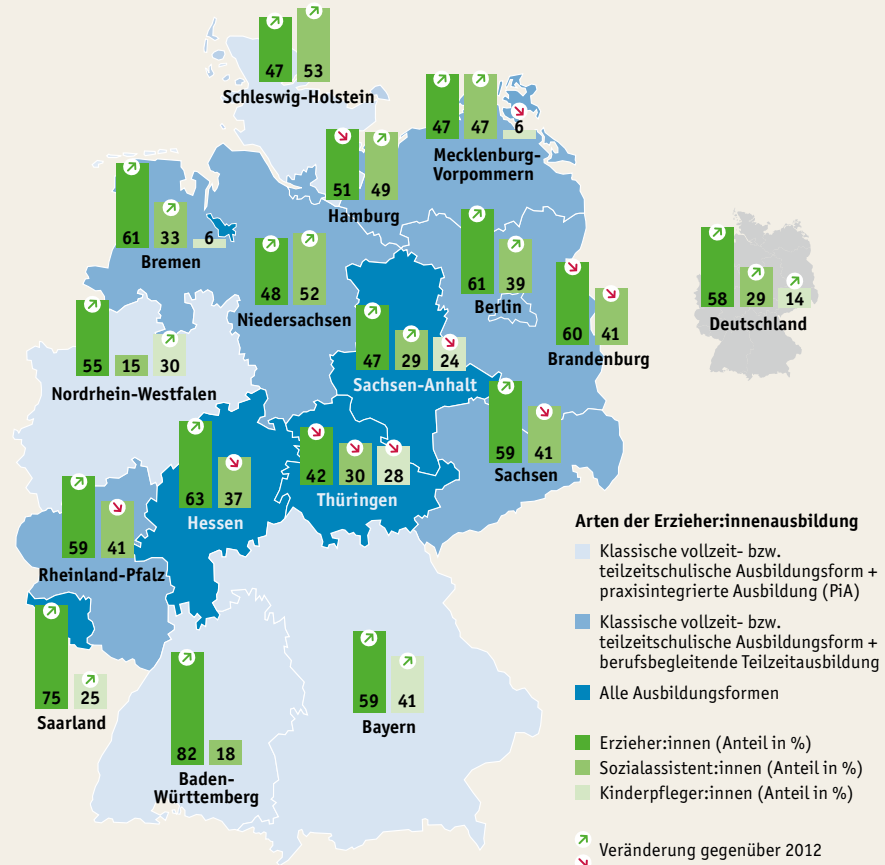 47 53
Schleswig-Holstein
47 47 6
Mecklenburg-
Vorpommern
51 49
Hamburg
61 33 6
Bremen
48 52
Niedersachsen
61 39
Berlin
60 41
Brandenburg
58 29 14
Deutschland
55 15 30
Nordrhein-Westfalen
47 29 24
Sachsen-Anhalt
59 41
Sachsen
63 37
Hessen
42 30 28
Thüringen
59 41
Rheinland-Pfalz
75 25
Saarland
82 18
Baden-
Württemberg
59 41
Bayern
Arten der Erzieher:innenausbildung
Klassische vollzeit- bzw.
teilzeitschulische Ausbildungsform +
praxisintegrierte Ausbildung (PiA)
Klassische vollzeit- bzw.
teilzeitschulische Ausbildungsform +
berufsbegleitende Teilzeitausbildung
Alle Ausbildungsformen
Erzieher:innen (Anteil in %)
Sozialassistent:innen (Anteil in %)
Kinderpfleger:innen (Anteil in %)
Veränderung gegenüber 2012